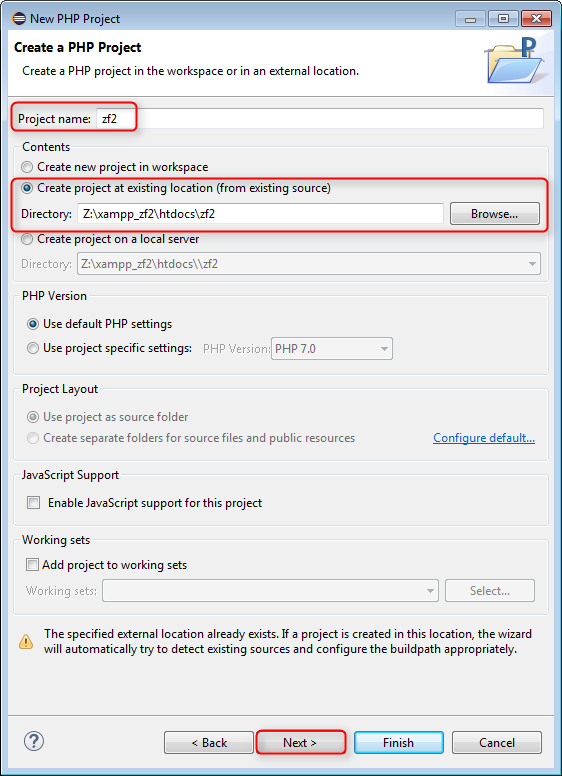 New PHP Project
Create a PHP Project
Create a PHP project in the workspace or in an external location.
P
Project name: zf2
Contents
Create new project in workspace
Create project at existing location (from existing source)
Directory: Z:\xampp_zf2\htdocs\zf2 Browse...
Create project on a local server
Directory: Z:\xampp_zf2\htdocs\\zf2
PHP Version
Use default PHP settings
Use project specific settings: PHP Version: PHP 7.0
Project Layout
Use project as source folder
Create separate folders for source files and public resources Configure default...
JavaScript Support
Enable JavaScript support for this project
Working sets
Add project to working sets
Working sets: Select...
The specified external location already exists. If a project is created in this location, the wizard
will automatically try to detect existing sources and configure the buildpath appropriately.
? < Back Next > Finish Cancel